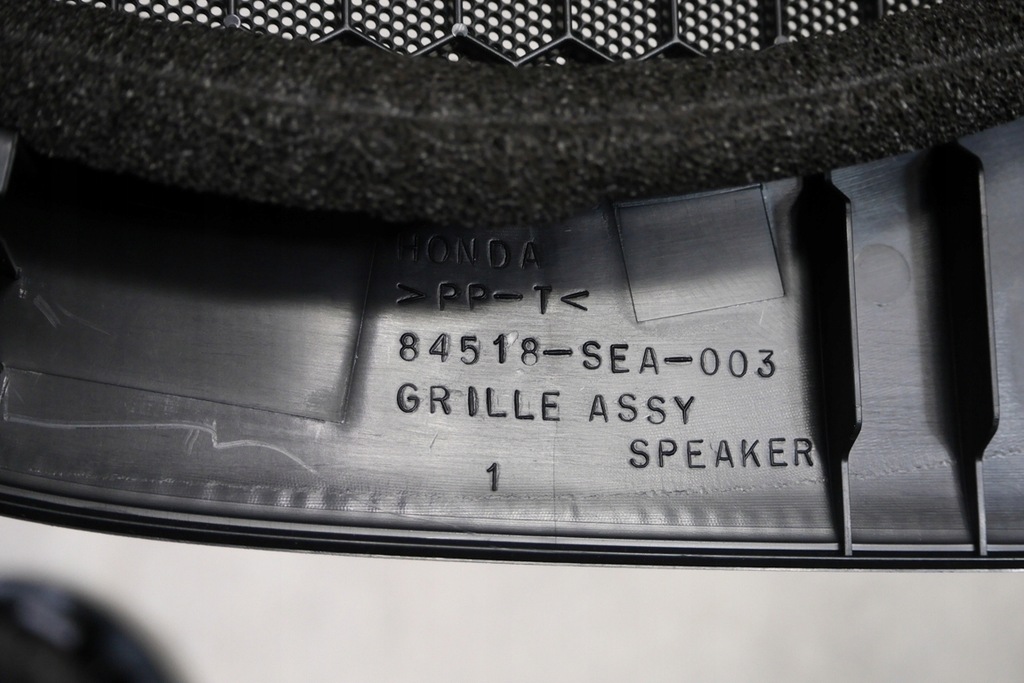 HONDA
>PP-T<
84518-SEA-003
GRILLE ASSY
SPEAKER
1